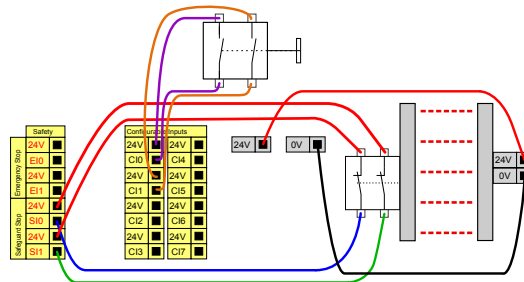 Safety
Emergency Stop
24V
EI0
24V
EI1
Safeguard Stop
24V
SI0
24V
SI1
Configurable Inputs
24V 24V
CI0 CI4
24V 24V
CI1 CI5
24V 24V
CI2 CI6
24V 24V
CI3 CI7
24V 0V
24V
0V